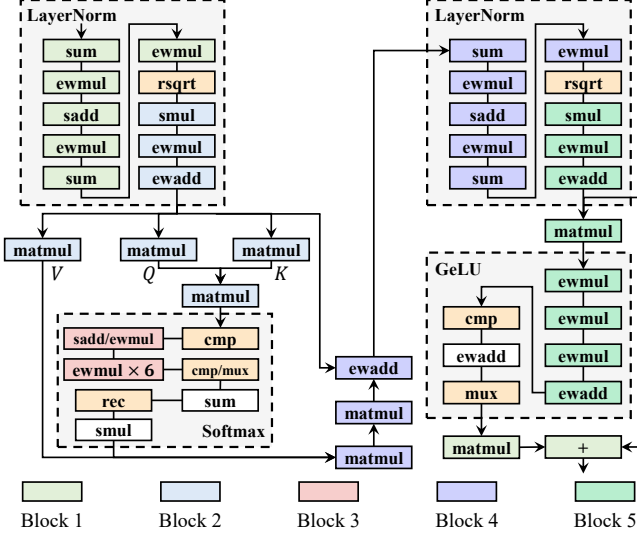 LayerNorm
sum
ewmul
sadd
ewmul
sum
ewmul
rsqrt
smul
ewmul
ewadd
matmul
V
matmul
Q
matmul
K
matmul
sadd/ewmul
cmp
ewmul × 6
cmp/mux
rec
sum
smul
Softmax
ewadd
matmul
matmul
LayerNorm
sum
ewmul
sadd
ewmul
sum
ewmul
rsqrt
smul
ewmul
ewadd
matmul
GeLU
cmp
ewadd
mux
ewmul
ewmul
ewmul
ewadd
matmul
+
Block 1
Block 2
Block 3
Block 4
Block 5